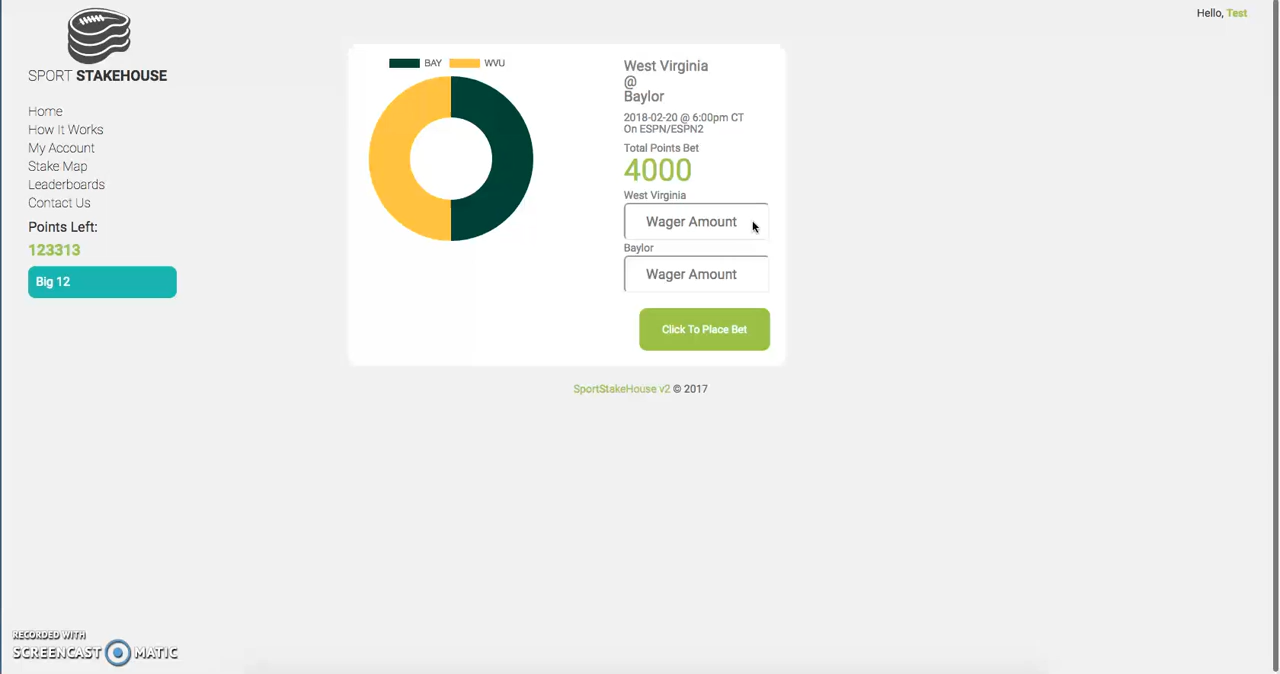 Hello, Test
SPORT STAKEHOUSE
Home
How It Works
My Account
Stake Map
Leaderboards
Contact Us
Points Left:
123313
Big 12
BAY
WVU
West Virginia
@
Baylor
2018-02-20 @ 6:00pm CT
On ESPN/ESPN2
Total Points Bet
4000
West Virginia
Wager Amount
Baylor
Wager Amount
Click To Place Bet
SportStakeHouse v2 © 2017
RECORDED WITH
SCREENCAST MATIC